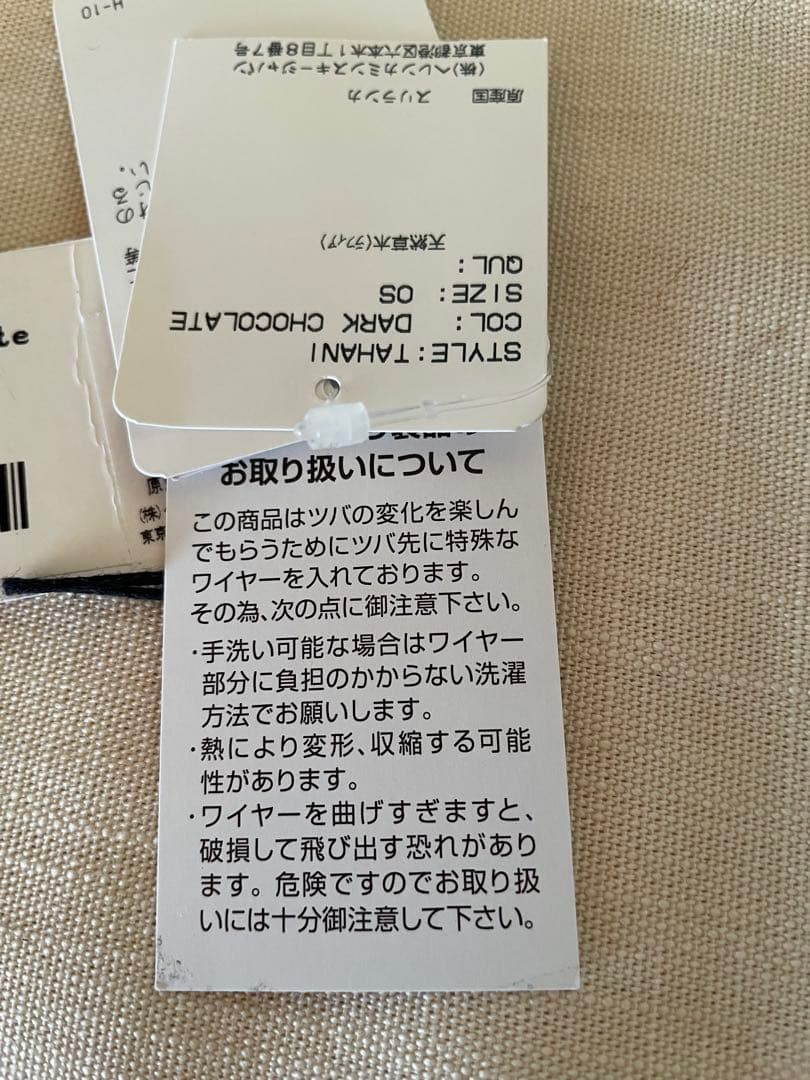 STYLE:TAHANI
COL: DARK CHOCOLATE
SIZE: OS
QUL:
天然草木(ラフィア)
原産国 スリランカ
(株)ヘレンカミンスキージャパン
東京都港区六本木1丁目8番7号
H-10
te
(株)
東京
お取り扱いについて
この商品はツバの変化を楽しん
でもらうためにツバ先に特殊な
ワイヤーを入れております。
その為、次の点に御注意下さい。
・手洗い可能な場合はワイヤー
部分に負担のかからない洗濯
方法でお願いします。
・熱により変形、収縮する可能
性があります。
・ワイヤーを曲げすぎますと、
破損して飛び出す恐れがあり
ます。危険ですのでお取り扱
いには十分御注意して下さい。